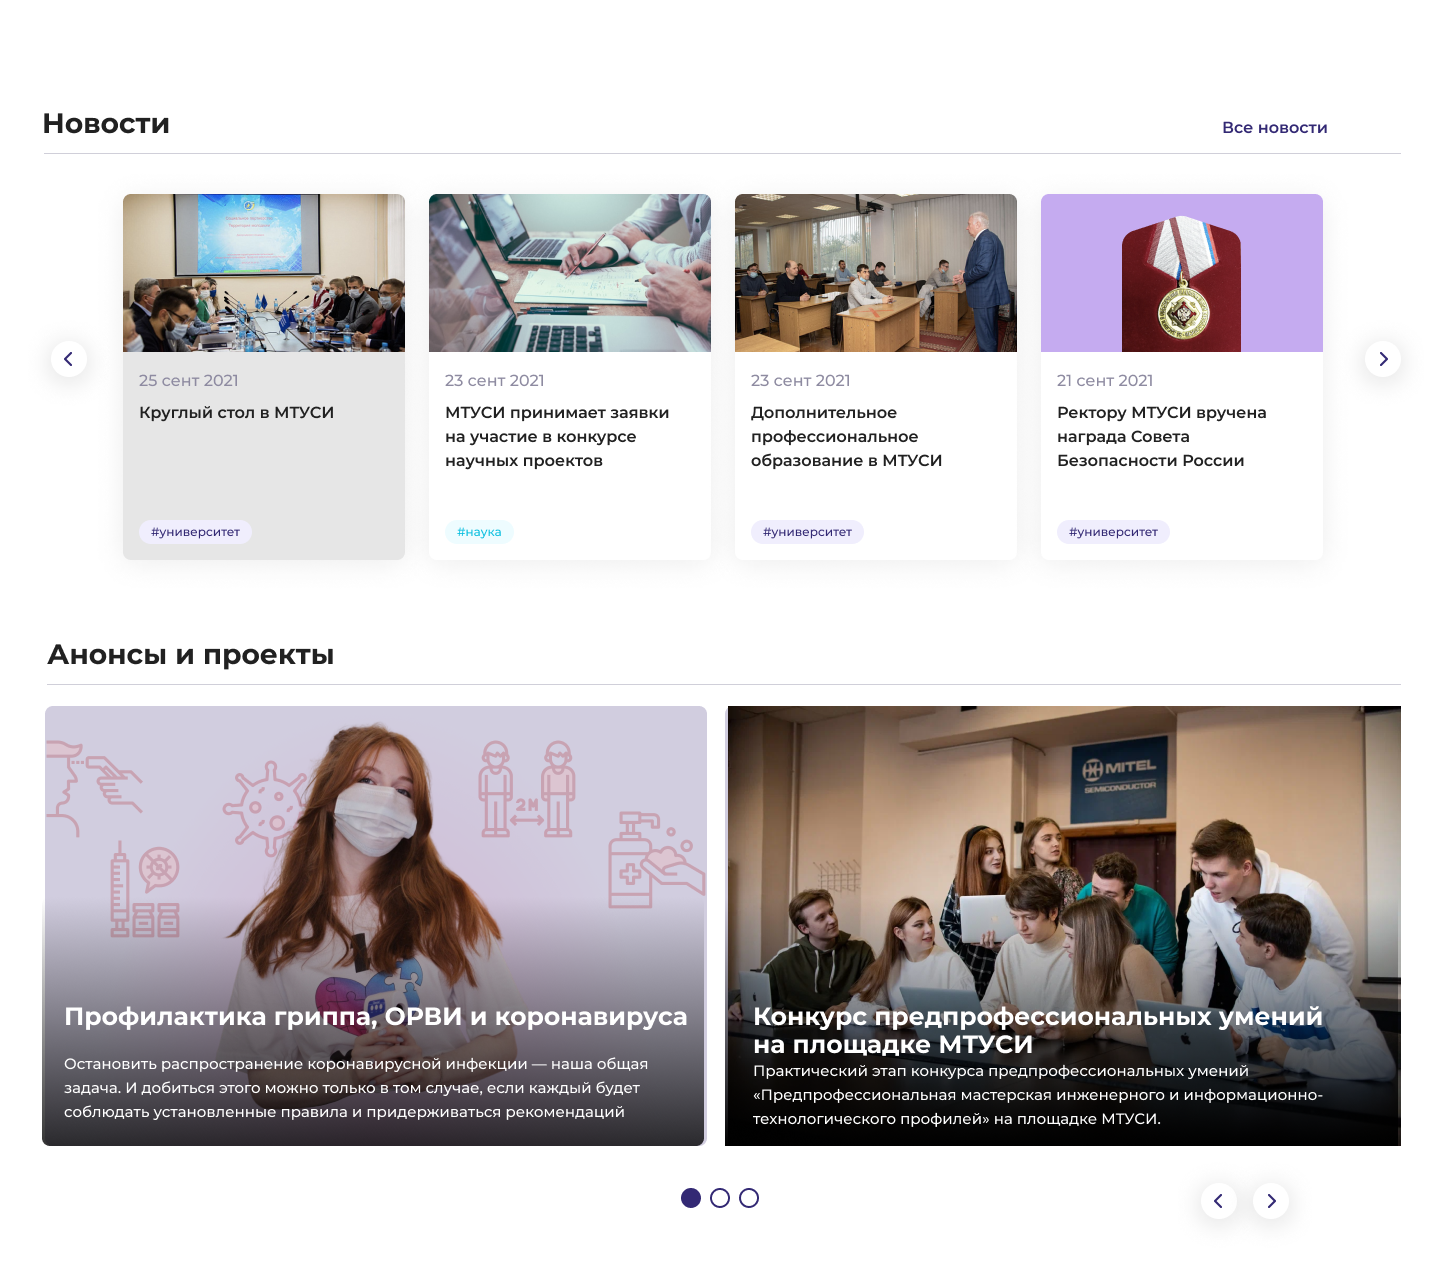 Новости
Все новости
25 сент 2021
Круглый стол в МТУСИ
#университет
23 сент 2021
МТУСИ принимает заявки
на участие в конкурсе
научных проектов
#наука
23 сент 2021
Дополнительное
профессиональное
образование в МТУСИ
#университет
21 сент 2021
Ректору МТУСИ вручена
награда Совета
Безопасности России
#университет
Анонсы и проекты
2М
Профилактика гриппа, ОРВИ и коронавируса
Остановить распространение коронавирусной инфекции — наша общая
задача. И добиться этого можно только в том случае, если каждый будет
соблюдать установленные правила и придерживаться рекомендаций
MITEL
SEMICONDUCTOR
Конкурс предпрофессиональных умений
на площадке МТУСИ
Практический этап конкурса предпрофессиональных умений
«Предпрофессиональная мастерская инженерного и информационно-
технологического профилей» на площадке МТУСИ.